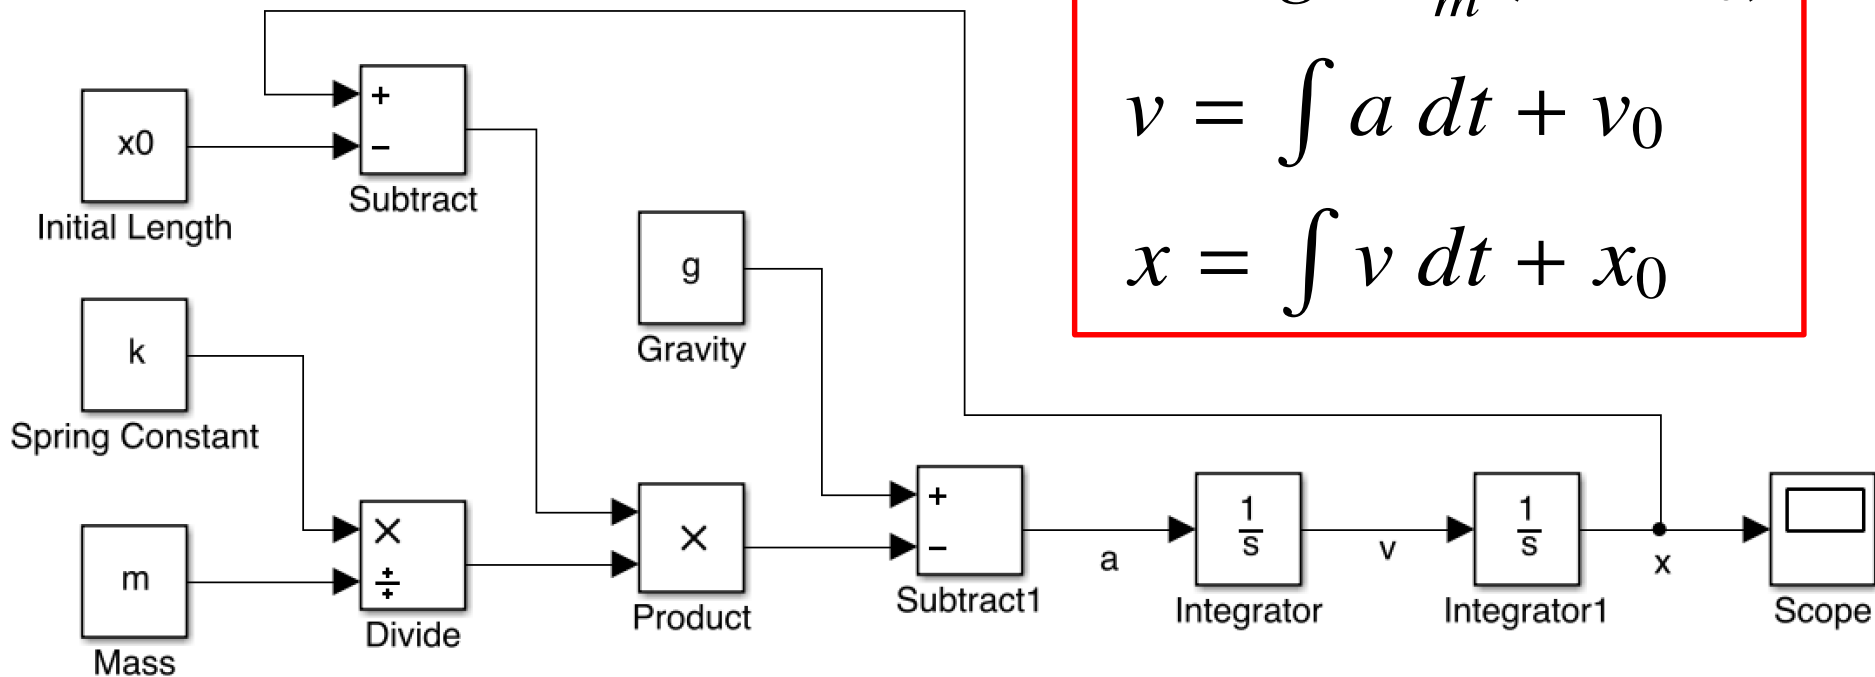 v = ∫ a dt + v₀
x = ∫ v dt + x₀
+
−
Subtract
x0
Initial Length
g
Gravity
k
Spring Constant
m
Mass
×
÷
Divide
×
Product
+
−
Subtract1
a
1/s
Integrator
v
1/s
Integrator1
x
Scope